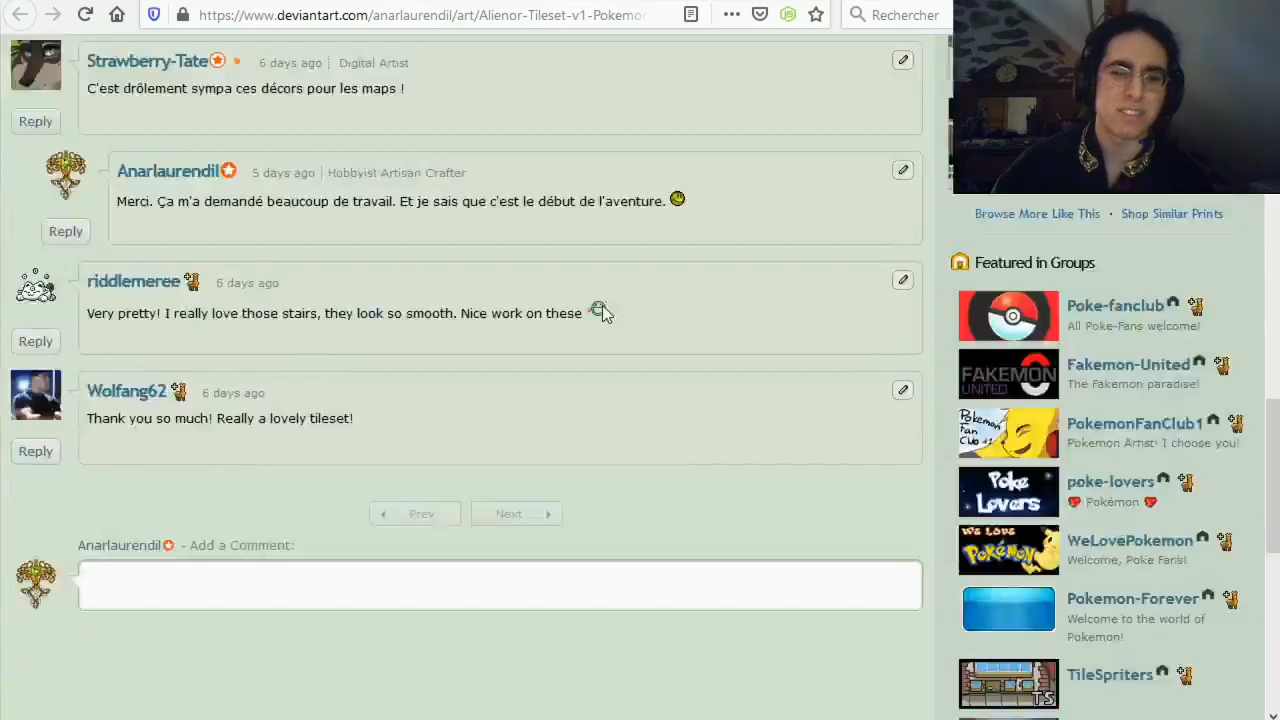 https://www.deviantart.com/anarlaurendil/art/Alienor-Tileset-v1-Pokemo
Rechercher
Strawberry-Tate 6 days ago Digital Artist
C'est drôlement sympa ces décors pour les maps !
Reply
Anarlaurendil 5 days ago Hobbyist Artisan Crafter
Merci. Ça m'a demandé beaucoup de travail. Et je sais que c'est le début de l'aventure.
Reply
riddlemeree 6 days ago
Very pretty! I really love those stairs, they look so smooth. Nice work on these
Reply
Wolfang62 6 days ago
Thank you so much! Really a lovely tileset!
Reply
Prev Next
Anarlaurendil - Add a Comment:
Browse More Like This · Shop Similar Prints
Featured in Groups
Poke-fanclub
All Poke-Fans welcome!
FAKEMON
UNITED
Fakemon-United
The Fakemon paradise!
Pokemon
Fan
Club #1
PokemonFanClub1
Pokemon Artist! I choose you!
Poke
Lovers
poke-lovers
Pokémon
WE LOVE
POKéMON
WeLovePokemon
Welcome, Poke Fans!
Pokemon-Forever
Welcome to the world of
Pokemon!
TS
TileSpriters